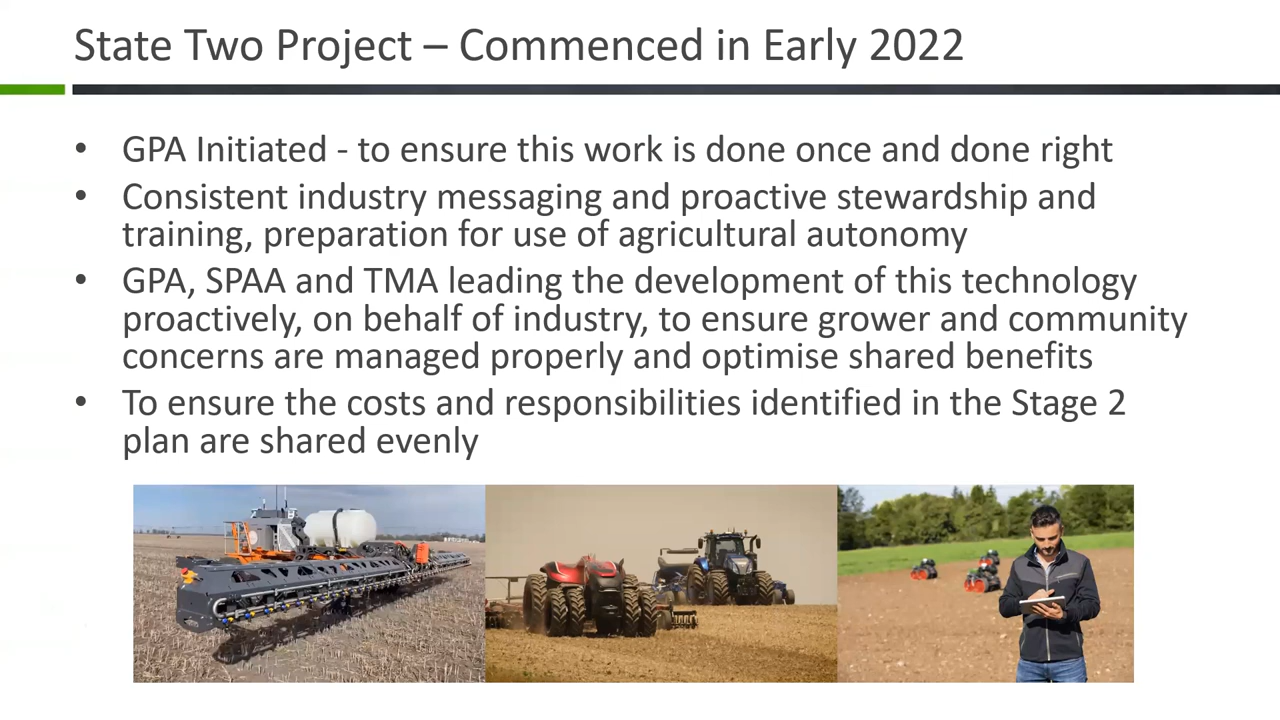 State Two Project – Commenced in Early 2022
• GPA Initiated - to ensure this work is done once and done right
• Consistent industry messaging and proactive stewardship and
training, preparation for use of agricultural autonomy
• GPA, SPAA and TMA leading the development of this technology
proactively, on behalf of industry, to ensure grower and community
concerns are managed properly and optimise shared benefits
• To ensure the costs and responsibilities identified in the Stage 2
plan are shared evenly